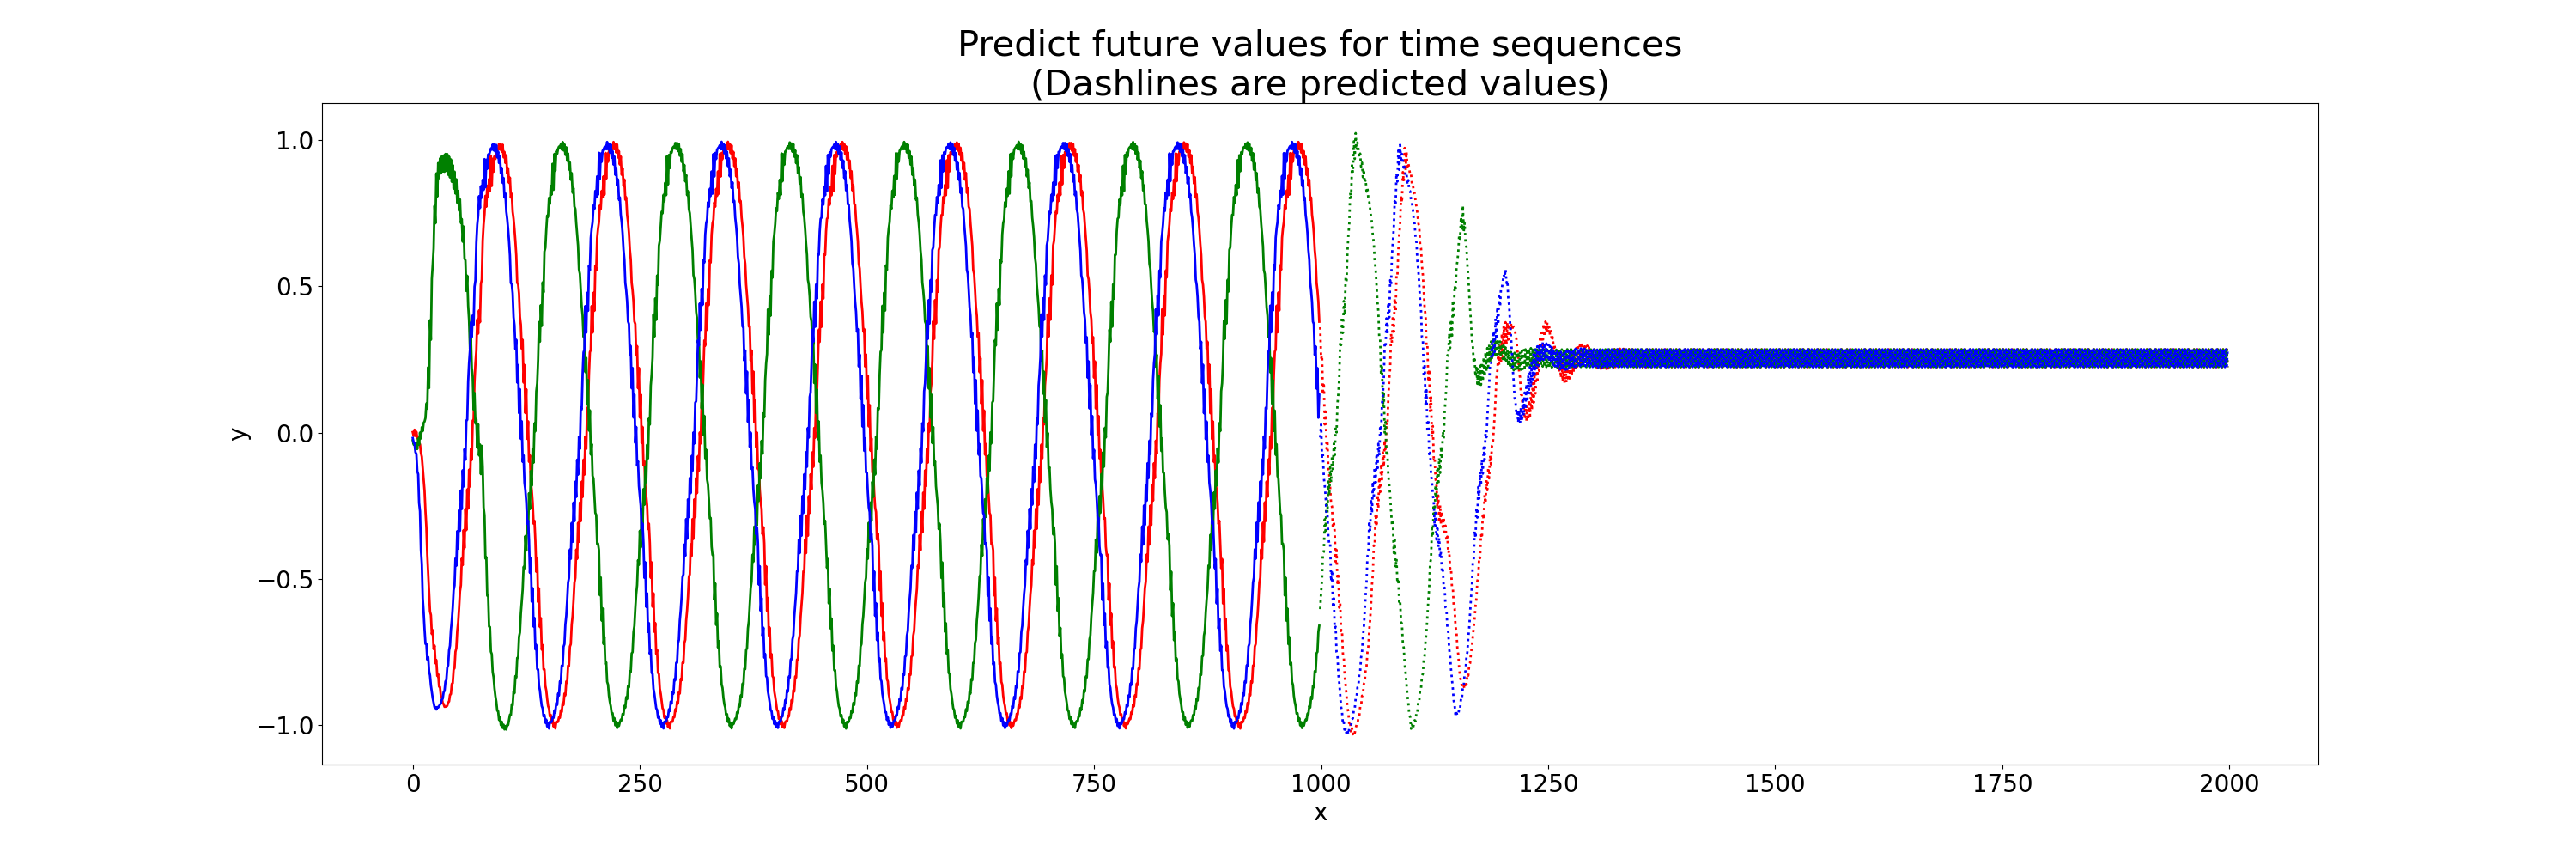 Predict future values for time sequences
(Dashlines are predicted values)
1.0
0.5
0.0
−0.5
−1.0
y
0 250 500 750 1000 1250 1500 1750 2000
x